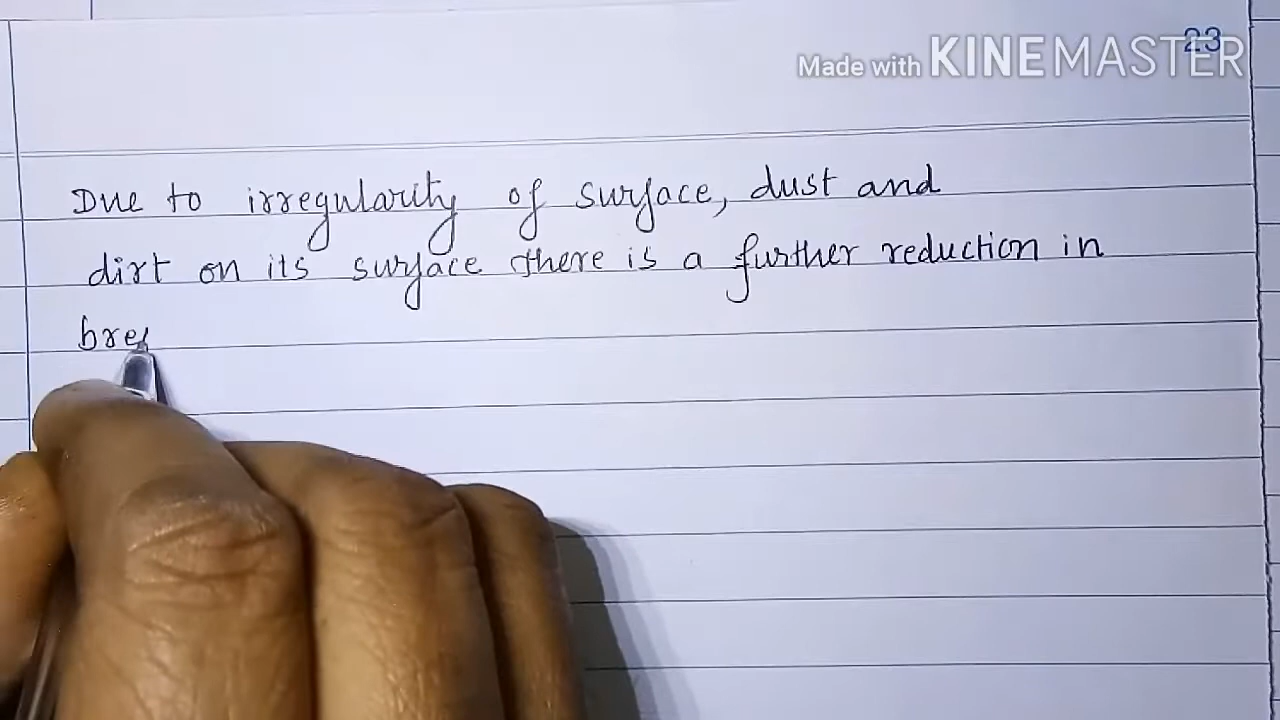 23
Made with KINEMASTER
Due to irregularity of surface, dust and
dirt on its surface there is a further reduction in